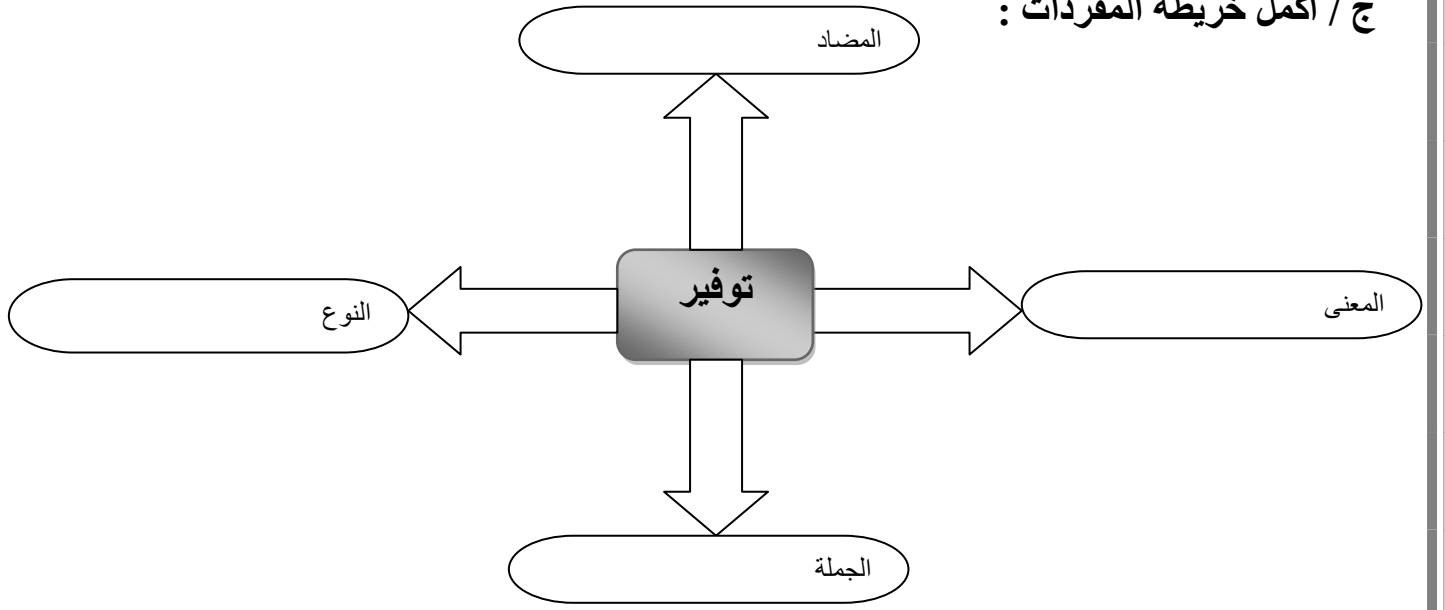 ج / أكمل خريطة المفردات :
المضاد
توفير
المعنى
النوع
الجملة